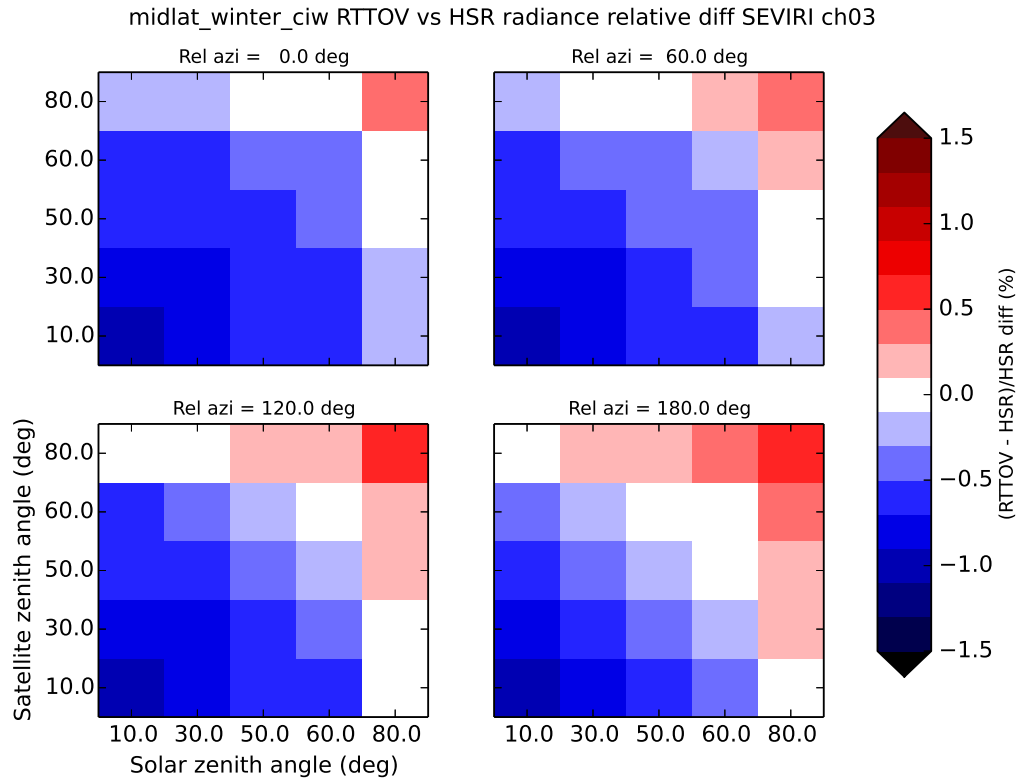 midlat_winter_ciw RTTOV vs HSR radiance relative diff SEVIRI ch03
Rel azi =   0.0 deg
80.0
60.0
50.0
30.0
10.0
Rel azi =  60.0 deg
Rel azi = 120.0 deg
80.0
60.0
50.0
30.0
10.0
10.0 30.0 50.0 60.0 80.0
Solar zenith angle (deg)
Satellite zenith angle (deg)
Rel azi = 180.0 deg
10.0 30.0 50.0 60.0 80.0
1.5
1.0
0.5
0.0
−0.5
−1.0
−1.5
(RTTOV - HSR)/HSR diff (%)